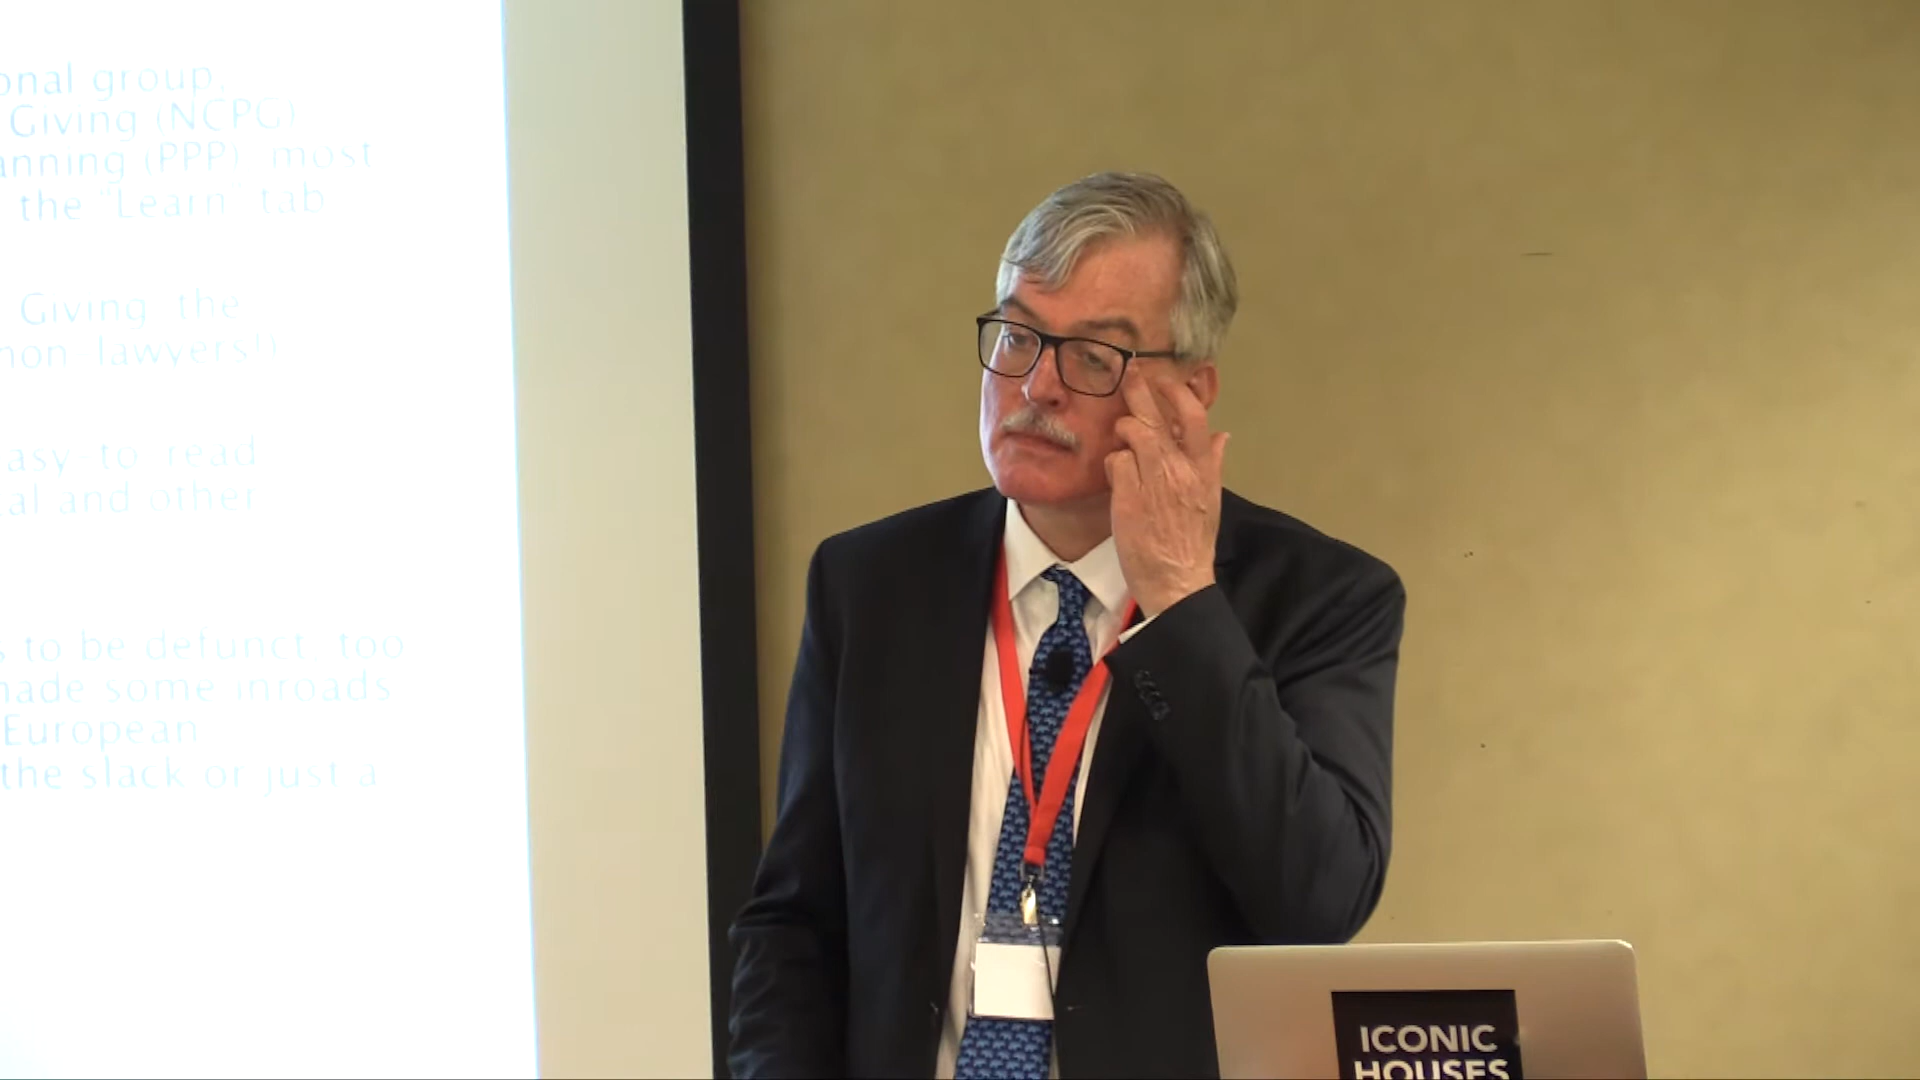 onal group,
Giving (NCPG)
anning (PPP) most
the "Learn" tab
Giving the
non lawyers!)
asy-to read
al and other
s to be defunct, too
made some inroads
European
the slack or just a
ICONIC
HOUSES